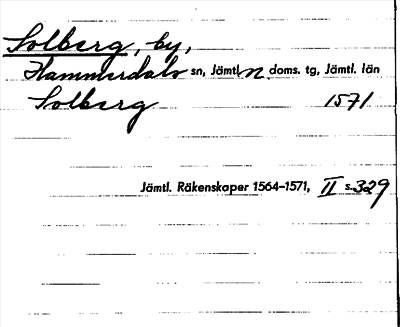 Solberg, by,
Hammerdals sn, Jämtl. n. doms. tg, Jämtl. län
Solberg 1571
Jämtl. Räkenskaper 1564-1571, II s. 329